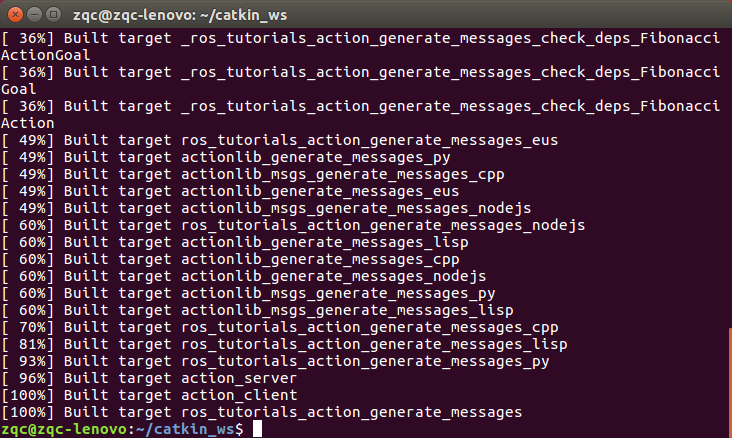 zqc@zqc-lenovo: ~/catkin_ws
[ 36%] Built target _ros_tutorials_action_generate_messages_check_deps_Fibonacci
ActionGoal
[ 36%] Built target _ros_tutorials_action_generate_messages_check_deps_Fibonacci
Goal
[ 36%] Built target _ros_tutorials_action_generate_messages_check_deps_Fibonacci
Action
[ 49%] Built target ros_tutorials_action_generate_messages_eus
[ 49%] Built target actionlib_generate_messages_py
[ 49%] Built target actionlib_msgs_generate_messages_cpp
[ 49%] Built target actionlib_generate_messages_eus
[ 49%] Built target actionlib_msgs_generate_messages_nodejs
[ 60%] Built target ros_tutorials_action_generate_messages_nodejs
[ 60%] Built target actionlib_generate_messages_lisp
[ 60%] Built target actionlib_generate_messages_cpp
[ 60%] Built target actionlib_generate_messages_nodejs
[ 60%] Built target actionlib_msgs_generate_messages_py
[ 60%] Built target actionlib_msgs_generate_messages_lisp
[ 70%] Built target ros_tutorials_action_generate_messages_cpp
[ 81%] Built target ros_tutorials_action_generate_messages_lisp
[ 93%] Built target ros_tutorials_action_generate_messages_py
[ 96%] Built target action_server
[100%] Built target action_client
[100%] Built target ros_tutorials_action_generate_messages
zqc@zqc-lenovo:~/catkin_ws$